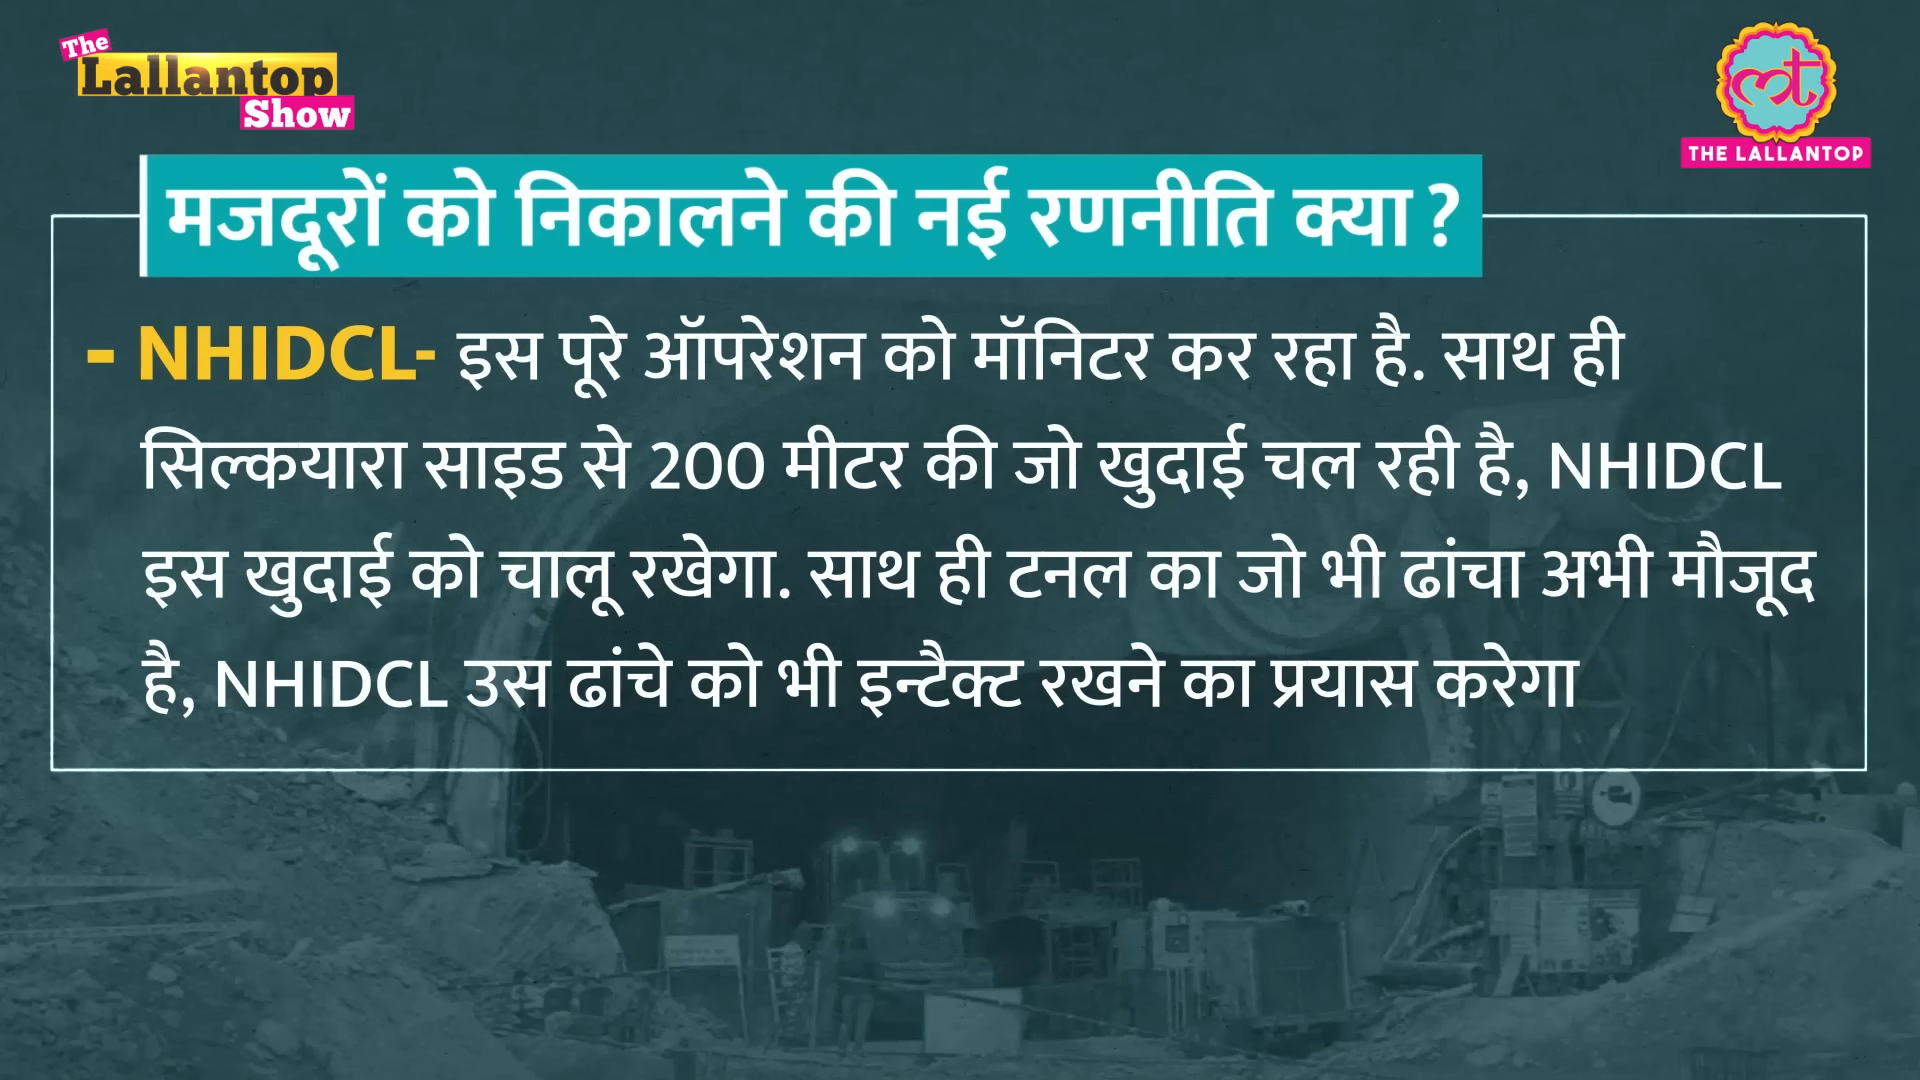 The
Lallantop
Show
THE LALLANTOP
मजदूरों को निकालने की नई रणनीति क्या ?
- NHIDCL- इस पूरे ऑपरेशन को मॉनिटर कर रहा है. साथ ही
सिल्कयारा साइड से 200 मीटर की जो खुदाई चल रही है, NHIDCL
इस खुदाई को चालू रखेगा. साथ ही टनल का जो भी ढांचा अभी मौजूद
है, NHIDCL उस ढांचे को भी इन्टैक्ट रखने का प्रयास करेगा